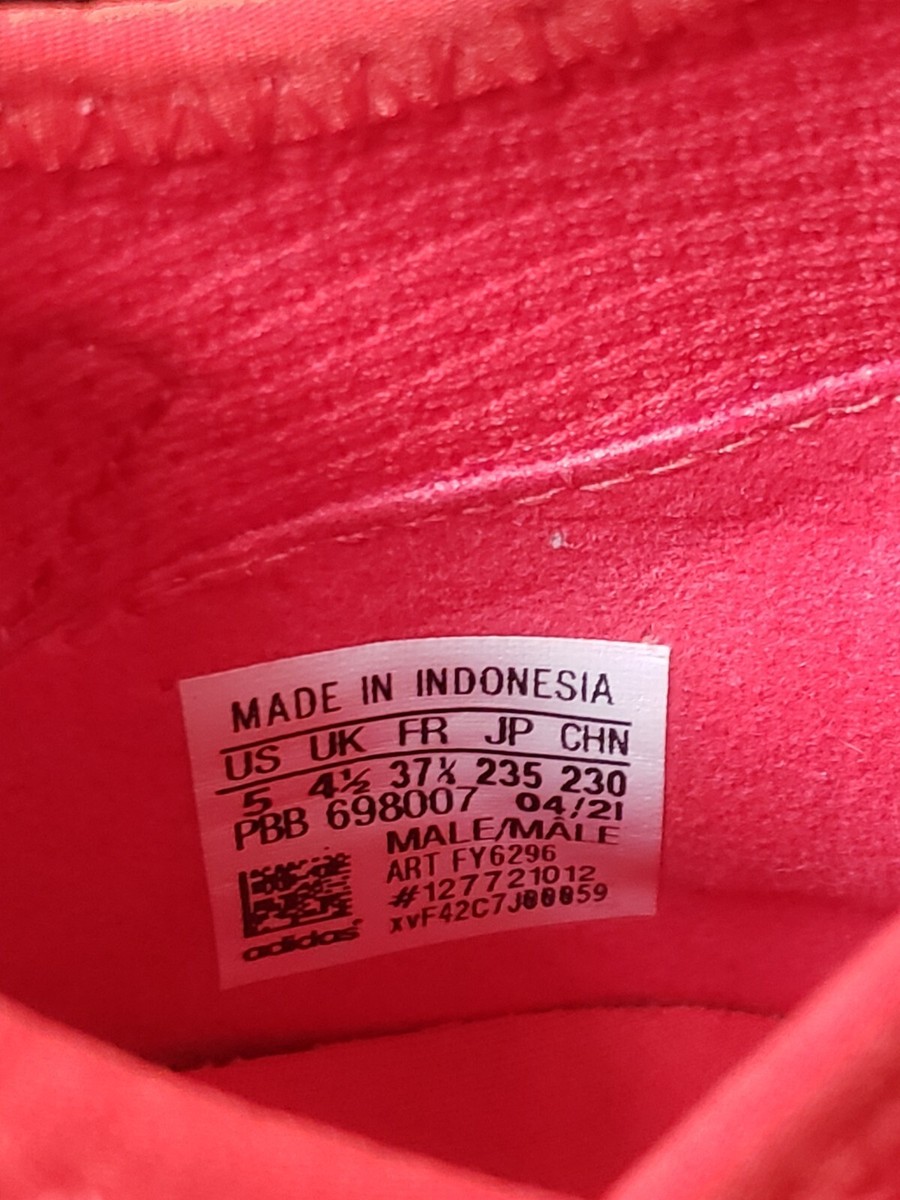 MADE IN INDONESIA
US UK FR JP CHN
5 4½ 37⅓ 235 230
PBB 698007 04/21
MALE/MÂLE
ART FY6296
#127721012
xvF42C7J00059
adidas